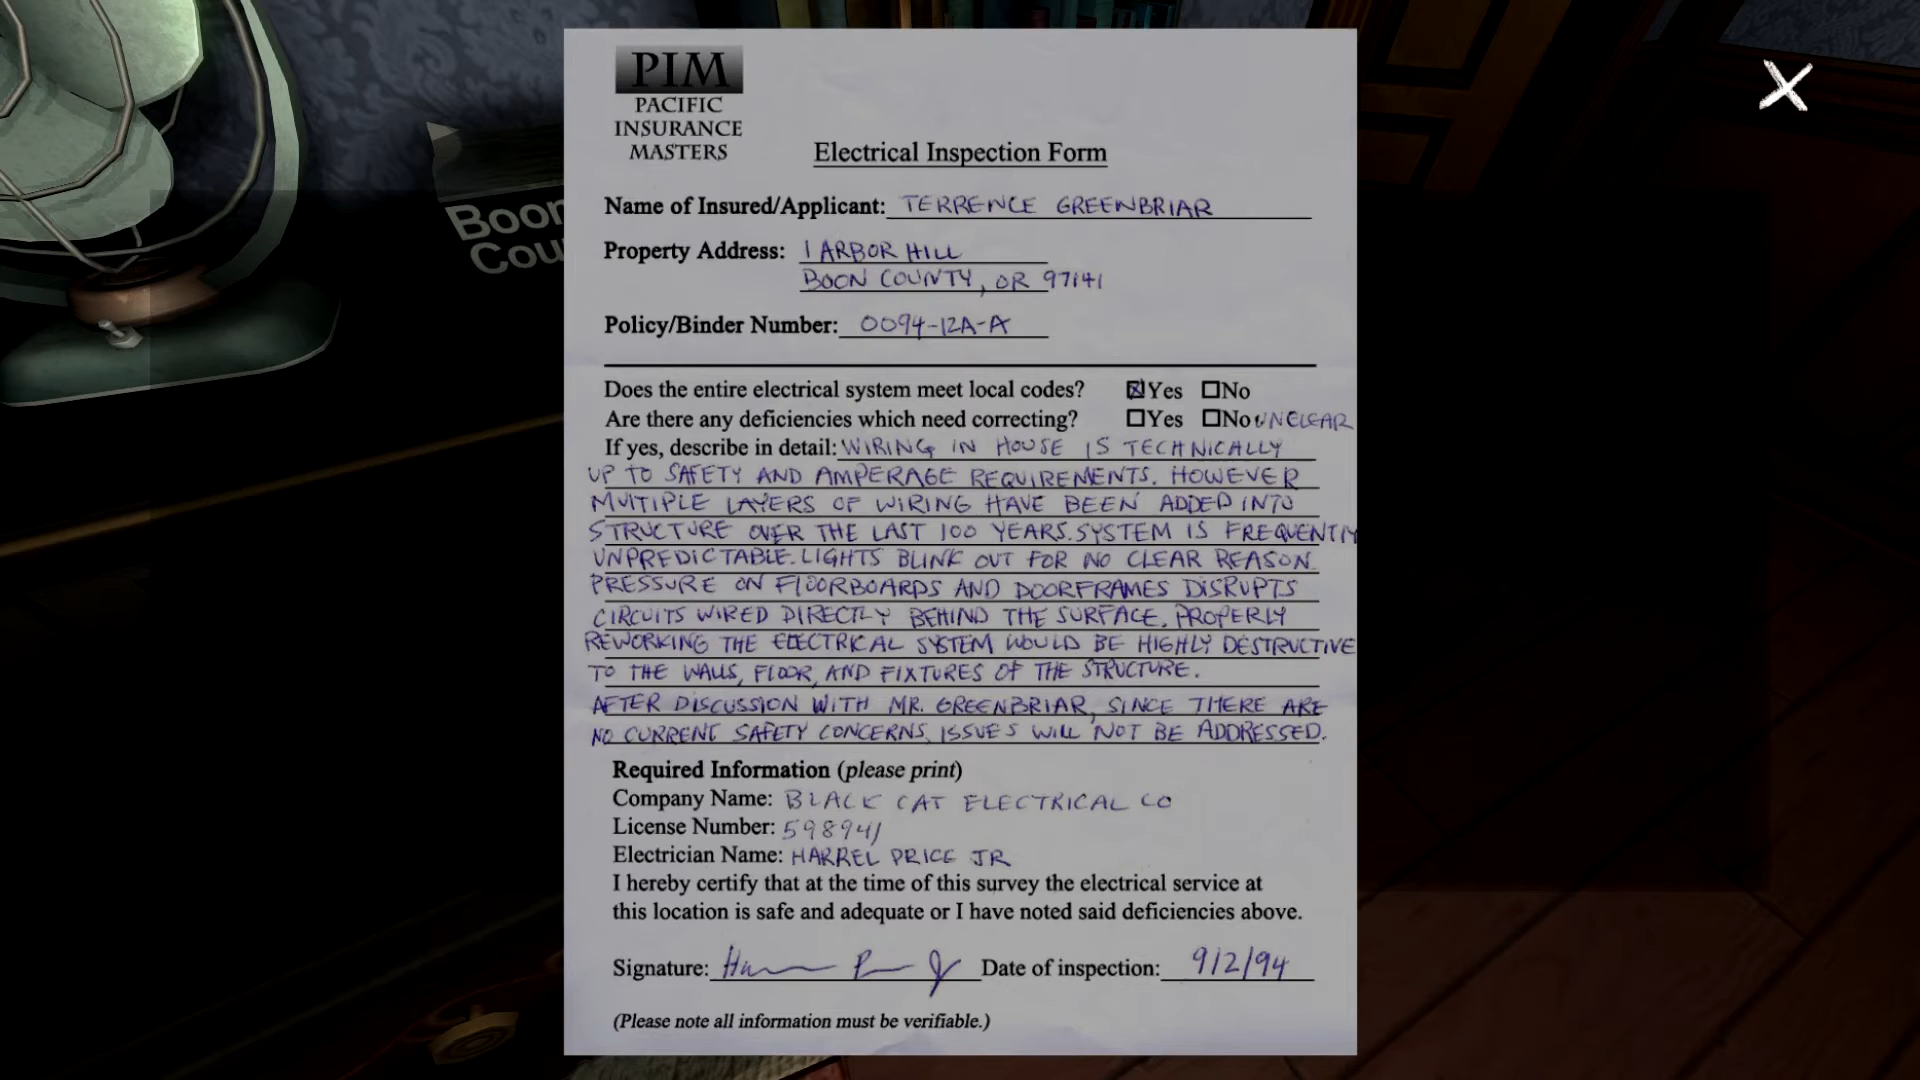 PIM
PACIFIC
INSURANCE
MASTERS
Electrical Inspection Form
Name of Insured/Applicant: TERRENCE GREENBRIAR
Property Address: 1 ARBOR HILL
BOON COUNTY, OR 97141
Policy/Binder Number: 0094-12A-A
Does the entire electrical system meet local codes? ☒Yes ☐No
Are there any deficiencies which need correcting? ☐Yes ☐No UNCLEAR
If yes, describe in detail: WIRING IN HOUSE IS TECHNICALLY
UP TO SAFETY AND AMPERAGE REQUIREMENTS. HOWEVER
MULTIPLE LAYERS OF WIRING HAVE BEEN ADDED INTO
STRUCTURE OVER THE LAST 100 YEARS. SYSTEM IS FREQUENTLY
UNPREDICTABLE. LIGHTS BLINK OUT FOR NO CLEAR REASON.
PRESSURE ON FLOORBOARDS AND DOORFRAMES DISRUPTS
CIRCUITS WIRED DIRECTLY BEHIND THE SURFACE. PROPERLY
REWORKING THE ELECTRICAL SYSTEM WOULD BE HIGHLY DESTRUCTIVE
TO THE WALLS, FLOOR, AND FIXTURES OF THE STRUCTURE.
AFTER DISCUSSION WITH MR. GREENBRIAR, SINCE THERE ARE
NO CURRENT SAFETY CONCERNS, ISSUES WILL NOT BE ADDRESSED.
Required Information (please print)
Company Name: BLACK CAT ELECTRICAL CO
License Number: 598941
Electrician Name: HARREL PRICE JR
I hereby certify that at the time of this survey the electrical service at
this location is safe and adequate or I have noted said deficiencies above.
Signature: Date of inspection: 9/2/94
(Please note all information must be verifiable.)
Boon
Cou